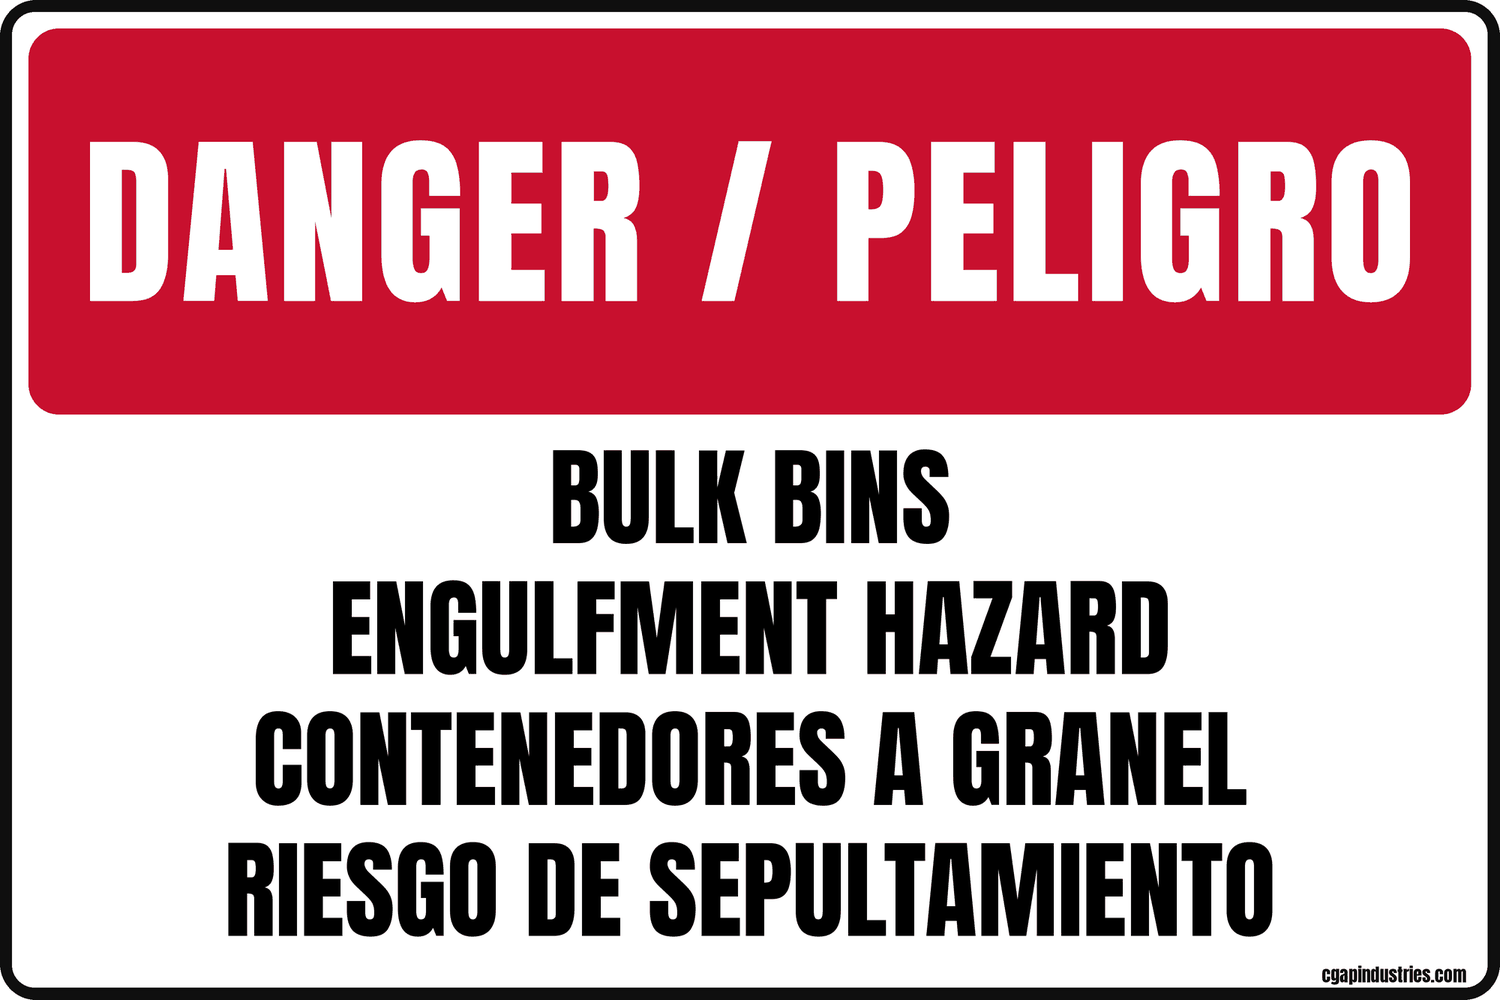 DANGER / PELIGRO
BULK BINS
ENGULFMENT HAZARD
CONTENEDORES A GRANEL
RIESGO DE SEPULTAMIENTO
cgapindustries.com